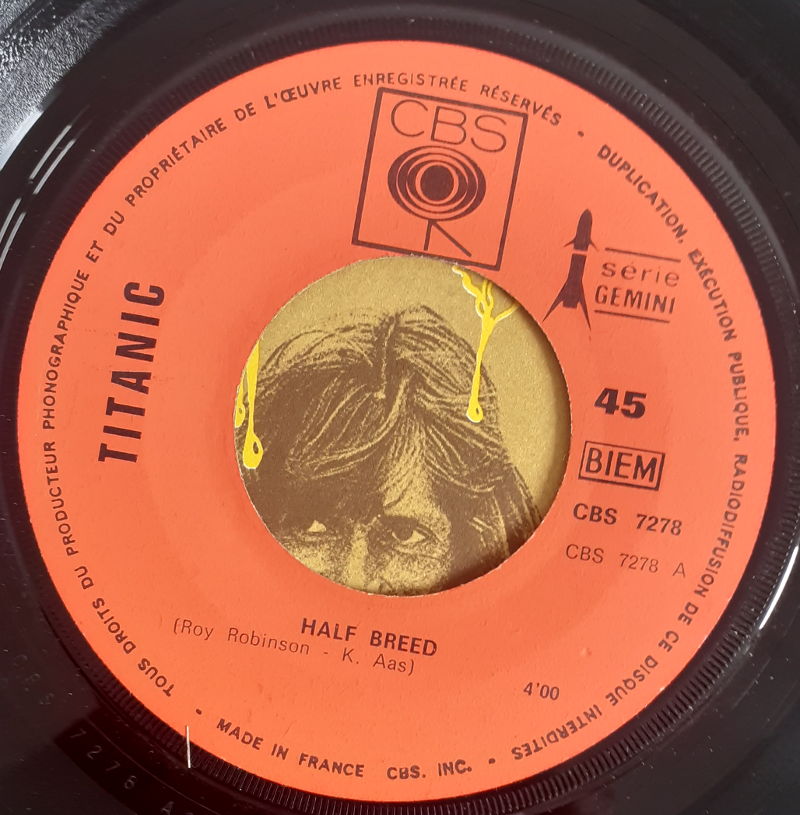 TOUS DROITS DU PRODUCTEUR PHONOGRAPHIQUE ET DU PROPRIÉTAIRE DE L'ŒUVRE ENREGISTRÉE RÉSERVÉS • DUPLICATION, EXÉCUTION PUBLIQUE, RADIODIFFUSION DE CE DISQUE INTERDITES • MADE IN FRANCE CBS. INC. •
CBS
série
GEMINI
TITANIC
45
BIEM
CBS 7278
CBS 7278 A
HALF BREED
(Roy Robinson - K. Aas)
4'00
CBS 7278 A